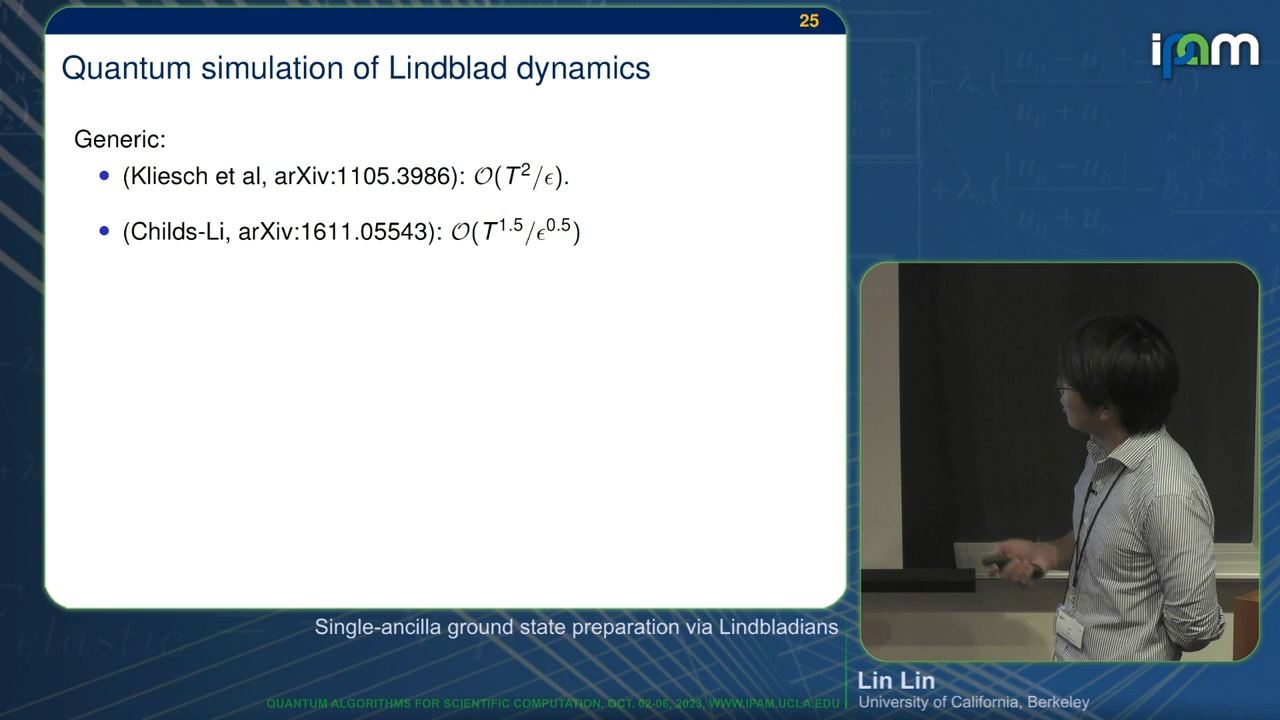 25
ipam
Quantum simulation of Lindblad dynamics
Generic:
• (Kliesch et al, arXiv:1105.3986): 𝒪(T²/ϵ).
• (Childs-Li, arXiv:1611.05543): 𝒪(T^1.5/ϵ^0.5)
Single-ancilla ground state preparation via Lindbladians
Lin Lin
University of California, Berkeley
QUANTUM ALGORITHMS FOR SCIENTIFIC COMPUTATION, OCT. 02-06, 2023, WWW.IPAM.UCLA.EDU
elastic